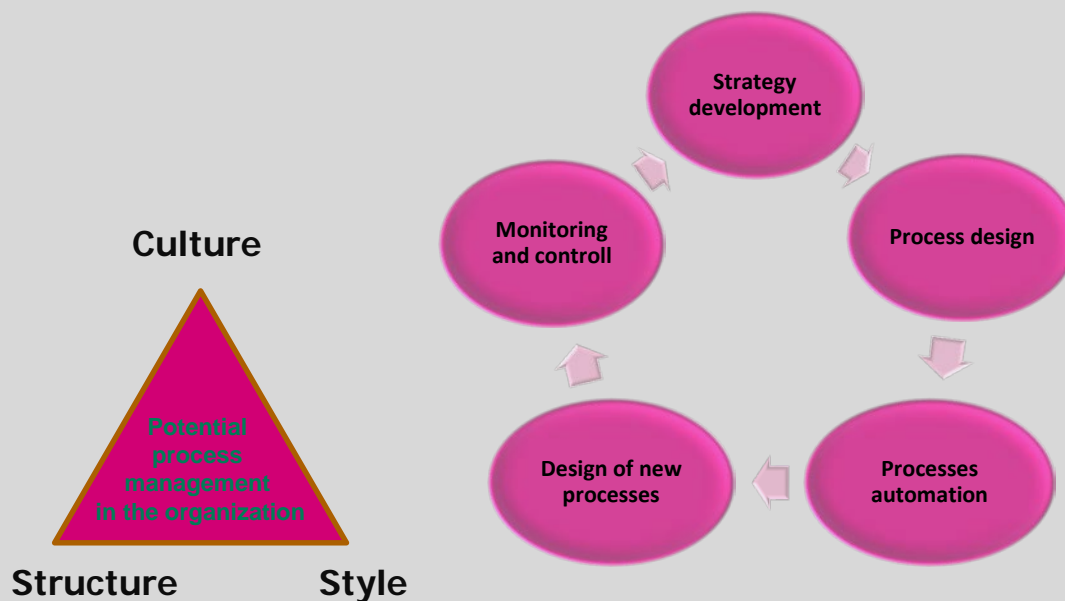 Culture
Potential
process
management
in the organization
Structure
Style
Strategy
development
Process design
Processes
automation
Design of new
processes
Monitoring
and controll